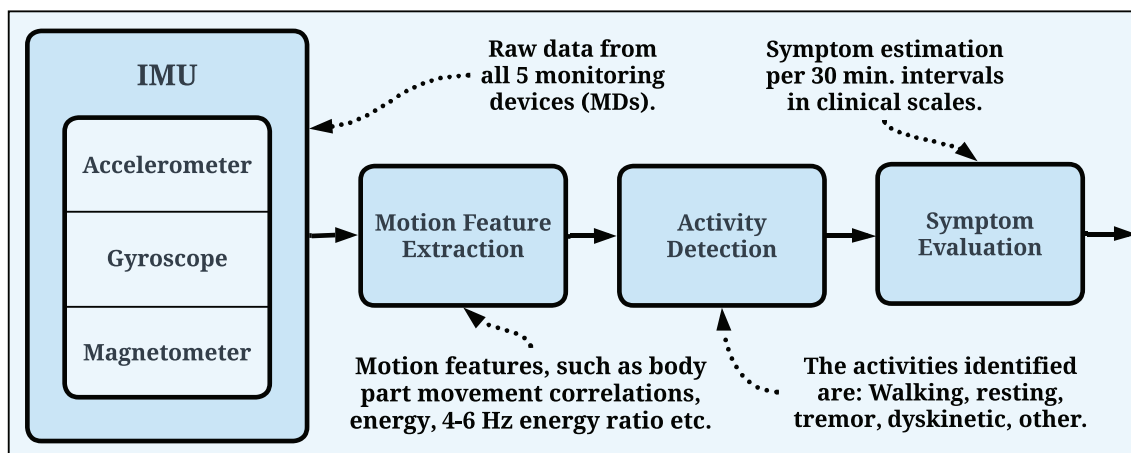 IMU
Accelerometer
Gyroscope
Magnetometer
Raw data from
all 5 monitoring
devices (MDs).
Symptom estimation
per 30 min. intervals
in clinical scales.
Motion Feature
Extraction
Activity
Detection
Symptom
Evaluation
Motion features, such as body
part movement correlations,
energy, 4-6 Hz energy ratio etc.
The activities identified
are: Walking, resting,
tremor, dyskinetic, other.